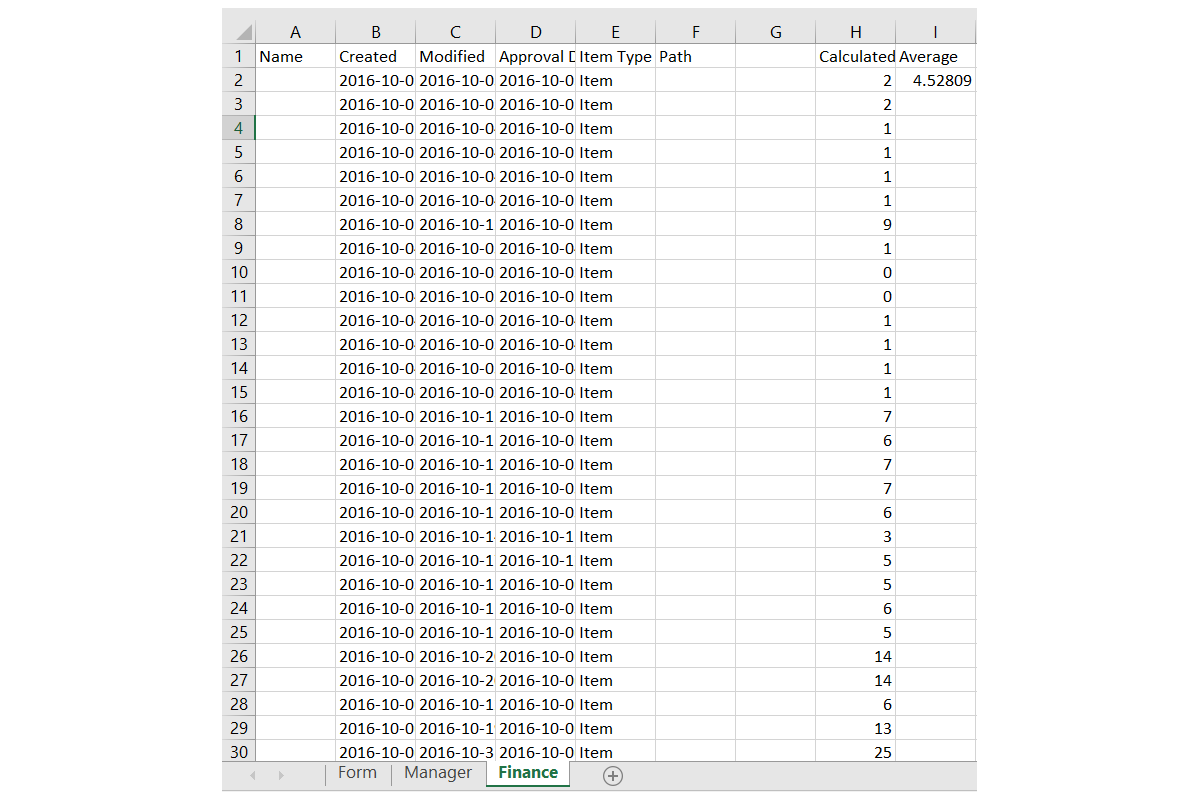 A B C D E F G H I
1 Name Created Modified Approval D Item Type Path Calculated Average
2 2016-10-0 2016-10-0 2016-10-0 Item 2 4.52809
3 2016-10-0 2016-10-0 2016-10-0 Item 2
4 2016-10-0 2016-10-0 2016-10-0 Item 1
5 2016-10-0 2016-10-0 2016-10-0 Item 1
6 2016-10-0 2016-10-0 2016-10-0 Item 1
7 2016-10-0 2016-10-0 2016-10-0 Item 1
8 2016-10-0 2016-10-1 2016-10-0 Item 9
9 2016-10-0 2016-10-0 2016-10-0 Item 1
10 2016-10-0 2016-10-0 2016-10-0 Item 0
11 2016-10-0 2016-10-0 2016-10-0 Item 0
12 2016-10-0 2016-10-0 2016-10-0 Item 1
13 2016-10-0 2016-10-0 2016-10-0 Item 1
14 2016-10-0 2016-10-0 2016-10-0 Item 1
15 2016-10-0 2016-10-0 2016-10-0 Item 1
16 2016-10-0 2016-10-1 2016-10-0 Item 7
17 2016-10-0 2016-10-1 2016-10-0 Item 6
18 2016-10-0 2016-10-1 2016-10-0 Item 7
19 2016-10-0 2016-10-1 2016-10-0 Item 7
20 2016-10-0 2016-10-1 2016-10-0 Item 6
21 2016-10-0 2016-10-1 2016-10-1 Item 3
22 2016-10-0 2016-10-1 2016-10-1 Item 5
23 2016-10-0 2016-10-1 2016-10-0 Item 5
24 2016-10-0 2016-10-1 2016-10-0 Item 6
25 2016-10-0 2016-10-1 2016-10-0 Item 5
26 2016-10-0 2016-10-2 2016-10-0 Item 14
27 2016-10-0 2016-10-2 2016-10-0 Item 14
28 2016-10-0 2016-10-1 2016-10-0 Item 6
29 2016-10-0 2016-10-1 2016-10-0 Item 13
30 2016-10-0 2016-10-3 2016-10-0 Item 25
Form Manager Finance